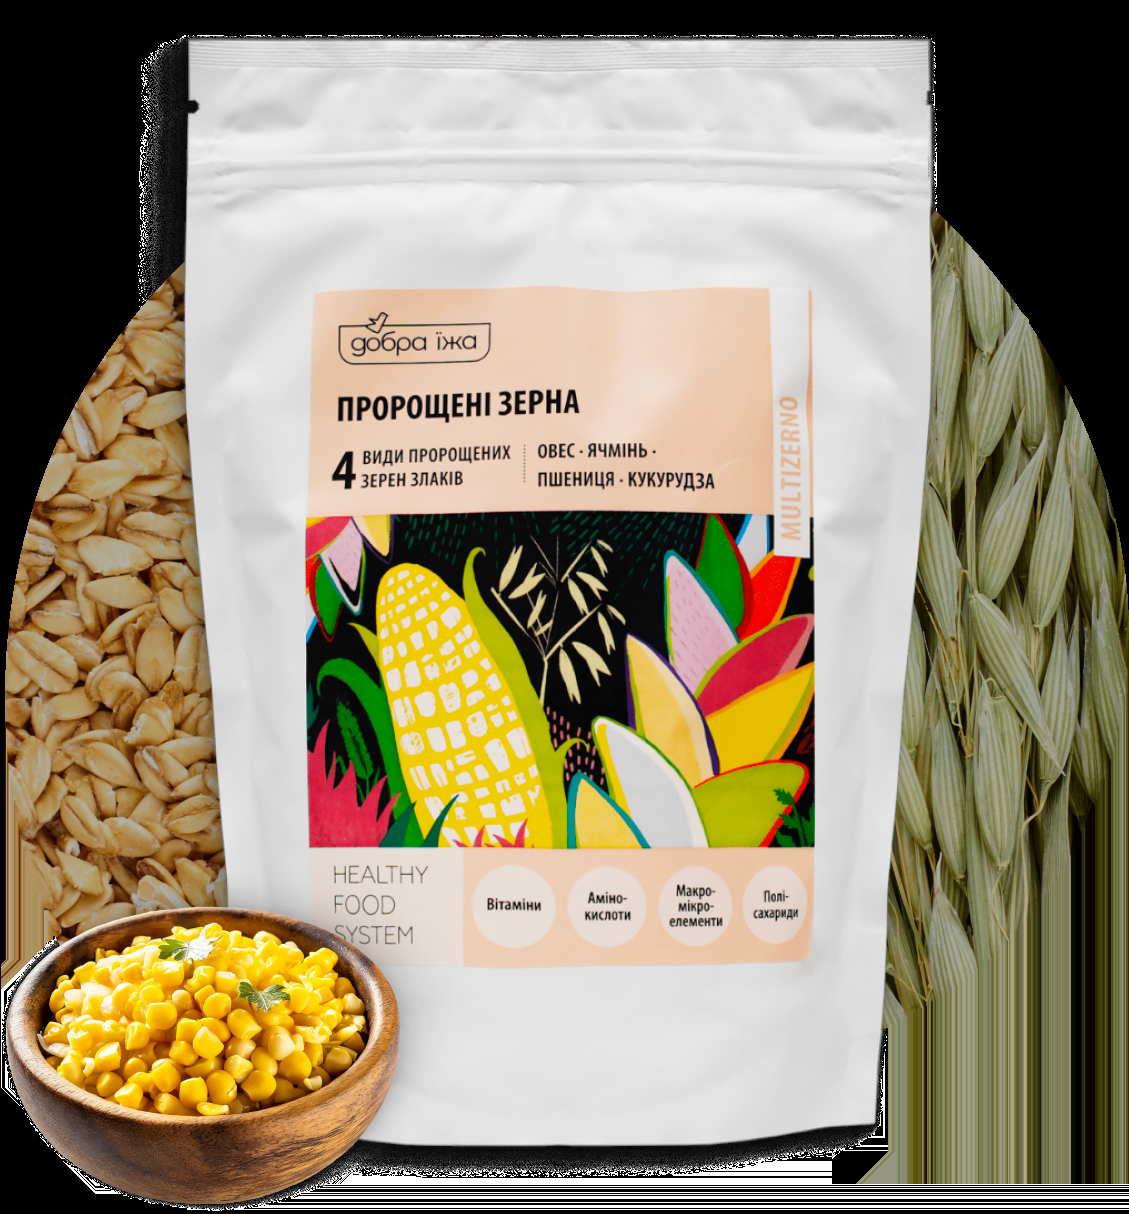 добра їжа
ПРОРОЩЕНІ ЗЕРНА
4 ВИДИ ПРОРОЩЕНИХ
ЗЕРЕН ЗЛАКІВ
ОВЕС · ЯЧМІНЬ ·
ПШЕНИЦЯ · КУКУРУДЗА
MULTIZERNO
HEALTHY
FOOD
SYSTEM
Вітаміни
Аміно-
кислоти
Макро-
мікро-
елементи
Полі-
сахариди